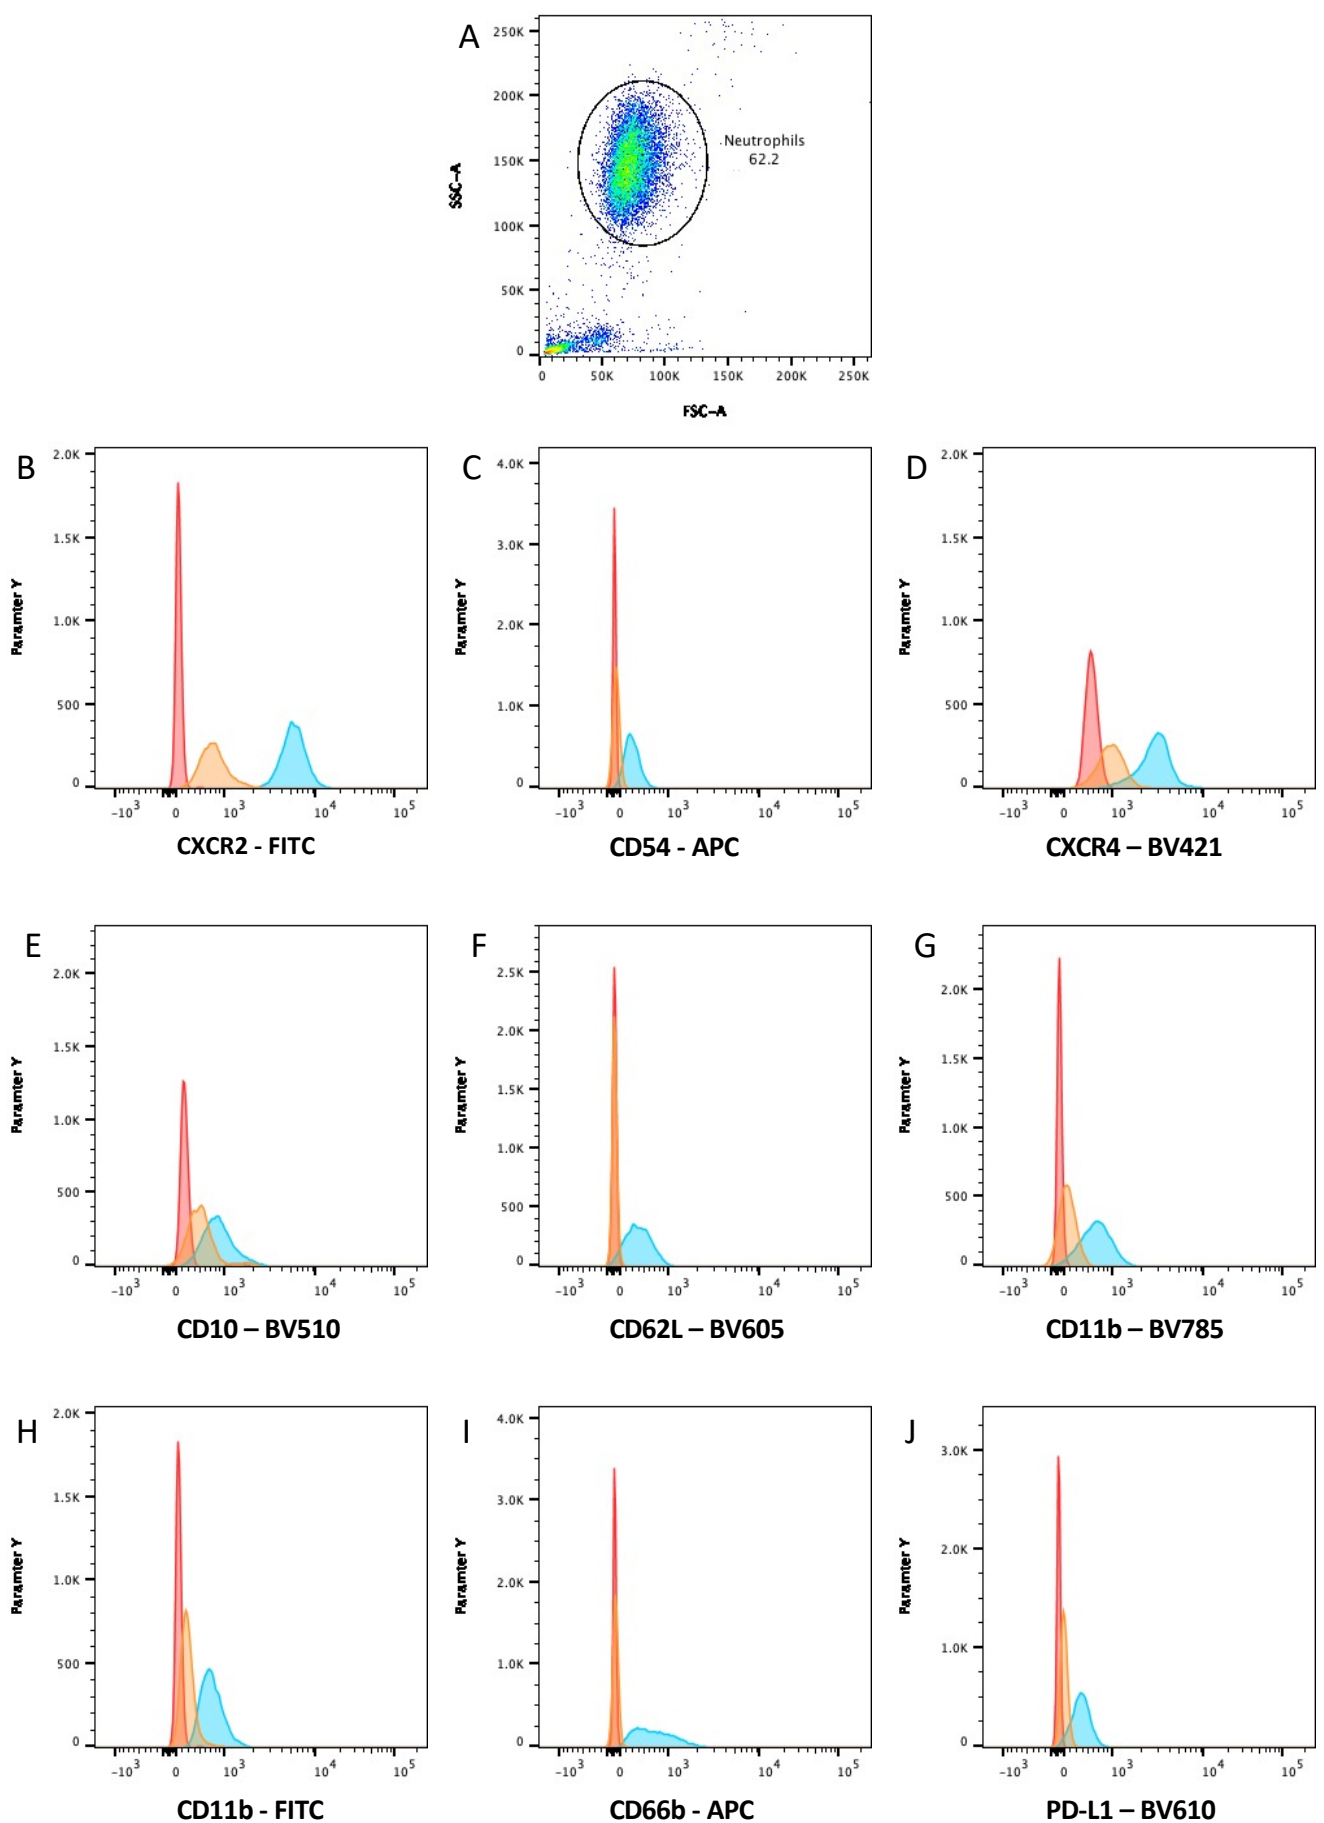 A
250K
200K
150K
100K
50K
0
SSC-A
Neutrophils
62.2
0 50K 100K 150K 200K 250K
FSC-A
B
2.0K
1.5K
1.0K
500
0
Paramter Y
-10³ 0 10³ 10⁴ 10⁵
CXCR2 - FITC
C
4.0K
3.0K
2.0K
1.0K
0
Paramter Y
-10³ 0 10³ 10⁴ 10⁵
CD54 - APC
D
2.0K
1.5K
1.0K
500
0
Paramter Y
-10³ 0 10³ 10⁴ 10⁵
CXCR4 – BV421
E
2.0K
1.5K
1.0K
500
0
Paramter Y
-10³ 0 10³ 10⁴ 10⁵
CD10 – BV510
F
2.5K
2.0K
1.5K
1.0K
500
0
Paramter Y
-10³ 0 10³ 10⁴ 10⁵
CD62L – BV605
G
2.0K
1.5K
1.0K
500
0
Paramter Y
-10³ 0 10³ 10⁴ 10⁵
CD11b – BV785
H
2.0K
1.5K
1.0K
500
0
Paramter Y
-10³ 0 10³ 10⁴ 10⁵
CD11b - FITC
I
4.0K
3.0K
2.0K
1.0K
0
Paramter Y
-10³ 0 10³ 10⁴ 10⁵
CD66b - APC
J
3.0K
2.0K
1.0K
0
Paramter Y
-10³ 0 10³ 10⁴ 10⁵
PD-L1 – BV610